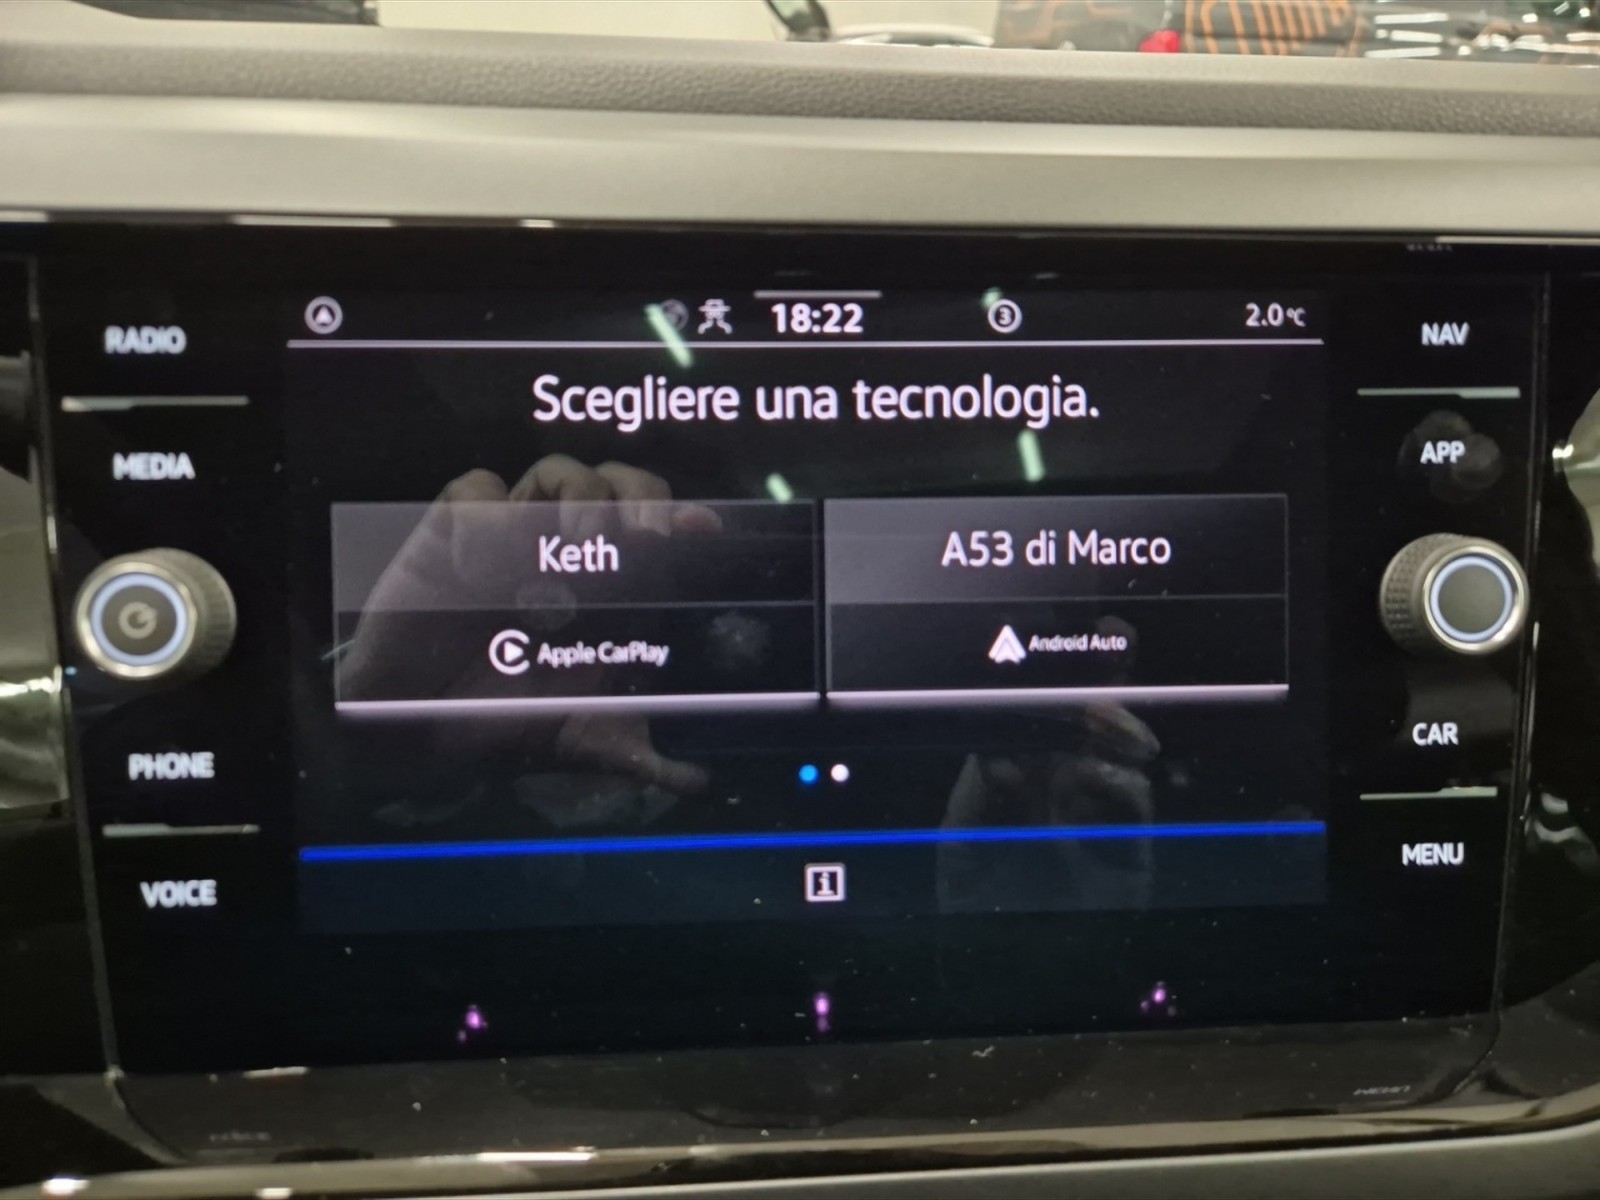 RADIO
MEDIA
PHONE
VOICE
18:22
3
2.0°C
Scegliere una tecnologia.
Keth
Apple CarPlay
A53 di Marco
Android Auto
i
NAV
APP
CAR
MENU